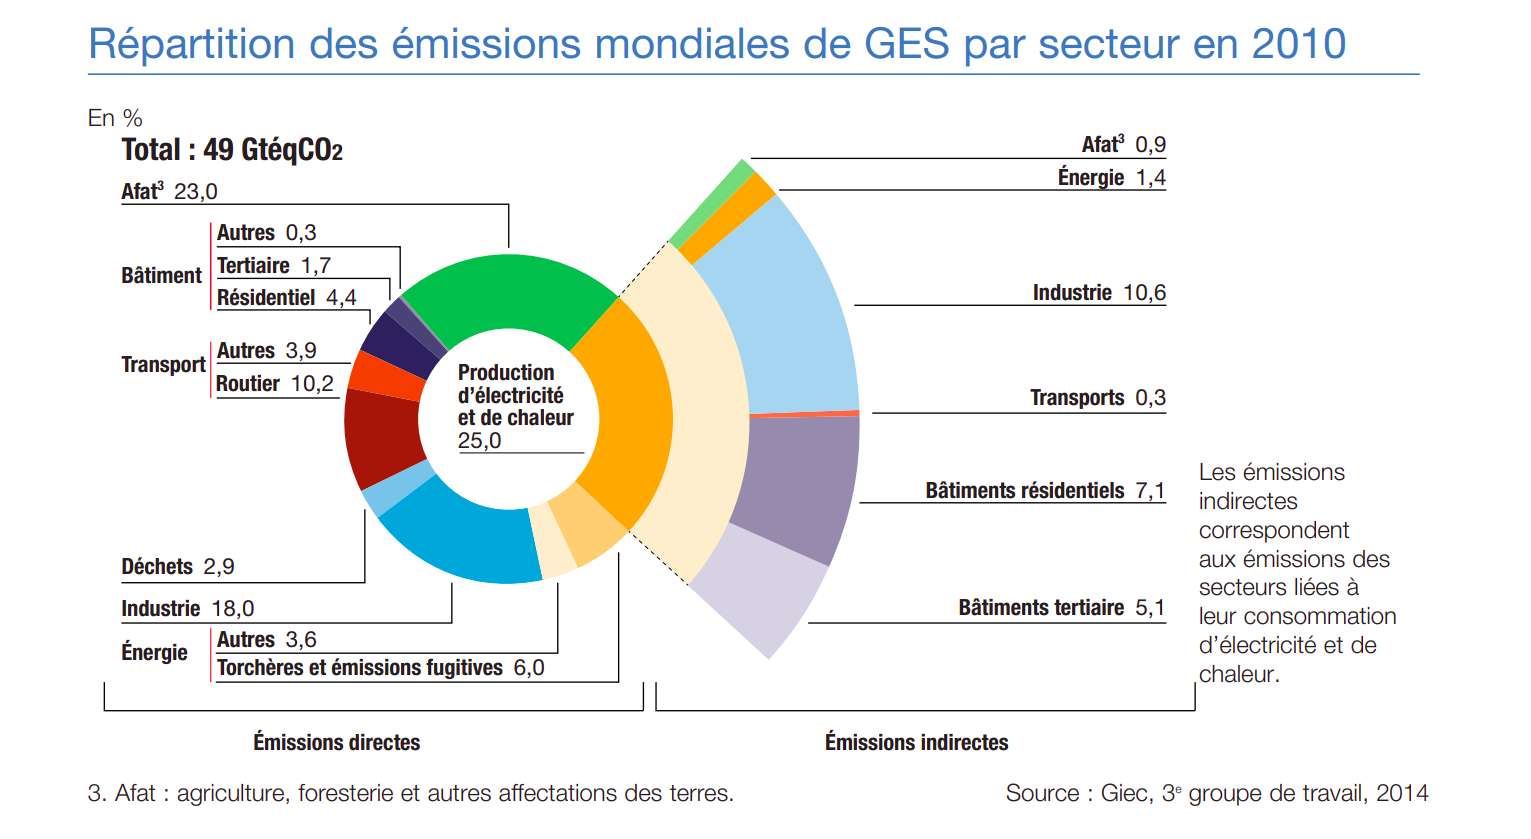 Répartition des émissions mondiales de GES par secteur en 2010
En %
Total : 49 GtéqCO2
Afat3 23,0
Bâtiment
Autres 0,3
Tertiaire 1,7
Résidentiel 4,4
Transport
Autres 3,9
Routier 10,2
Production
d'électricité
et de chaleur
25,0
Déchets 2,9
Industrie 18,0
Énergie
Autres 3,6
Torchères et émissions fugitives 6,0
Émissions directes
Afat3 0,9
Énergie 1,4
Industrie 10,6
Transports 0,3
Bâtiments résidentiels 7,1
Bâtiments tertiaire 5,1
Émissions indirectes
Les émissions
indirectes
correspondent
aux émissions des
secteurs liées à
leur consommation
d'électricité et de
chaleur.
3. Afat : agriculture, foresterie et autres affectations des terres.
Source : Giec, 3e groupe de travail, 2014